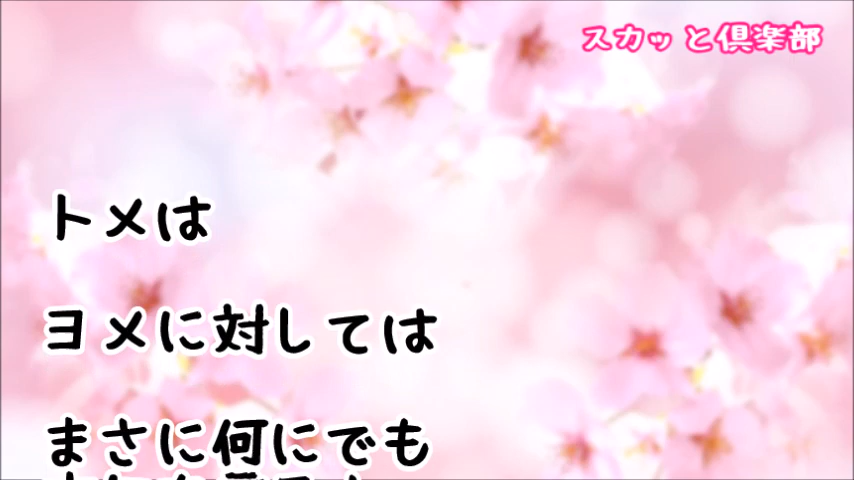 スカッと倶楽部
トメは
ヨメに対しては
まさに何にでも